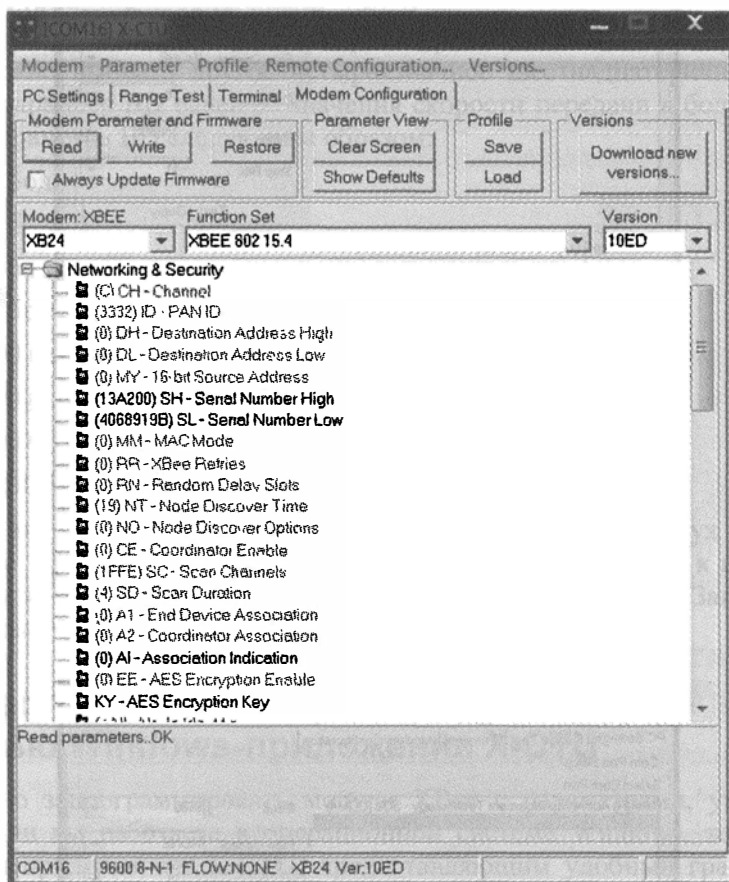 [COM16] X-CTU
Modem Parameter Profile Remote Configuration... Versions...
PC Settings Range Test Terminal Modem Configuration
Modem Parameter and Firmware Parameter View Profile Versions
Read Write Restore Clear Screen Save Download new versions...
Always Update Firmware Show Defaults Load
Modem: XBEE Function Set Version
XB24 XBEE 802.15.4 10ED
Networking & Security
(C) CH - Channel
(3332) ID - PAN ID
(0) DH - Destination Address High
(0) DL - Destination Address Low
(0) MY - 16-bit Source Address
(13A200) SH - Serial Number High
(4068919B) SL - Serial Number Low
(0) MM - MAC Mode
(0) RR - XBee Retries
(0) RN - Random Delay Slots
(19) NT - Node Discover Time
(0) NO - Node Discover Options
(0) CE - Coordinator Enable
(1FFE) SC - Scan Channels
(4) SD - Scan Duration
(0) A1 - End Device Association
(0) A2 - Coordinator Association
(0) AI - Association Indication
(0) EE - AES Encryption Enable
KY - AES Encryption Key
Read parameters..OK
COM16 9600 8-N-1 FLOW:NONE XB24 Ver:10ED